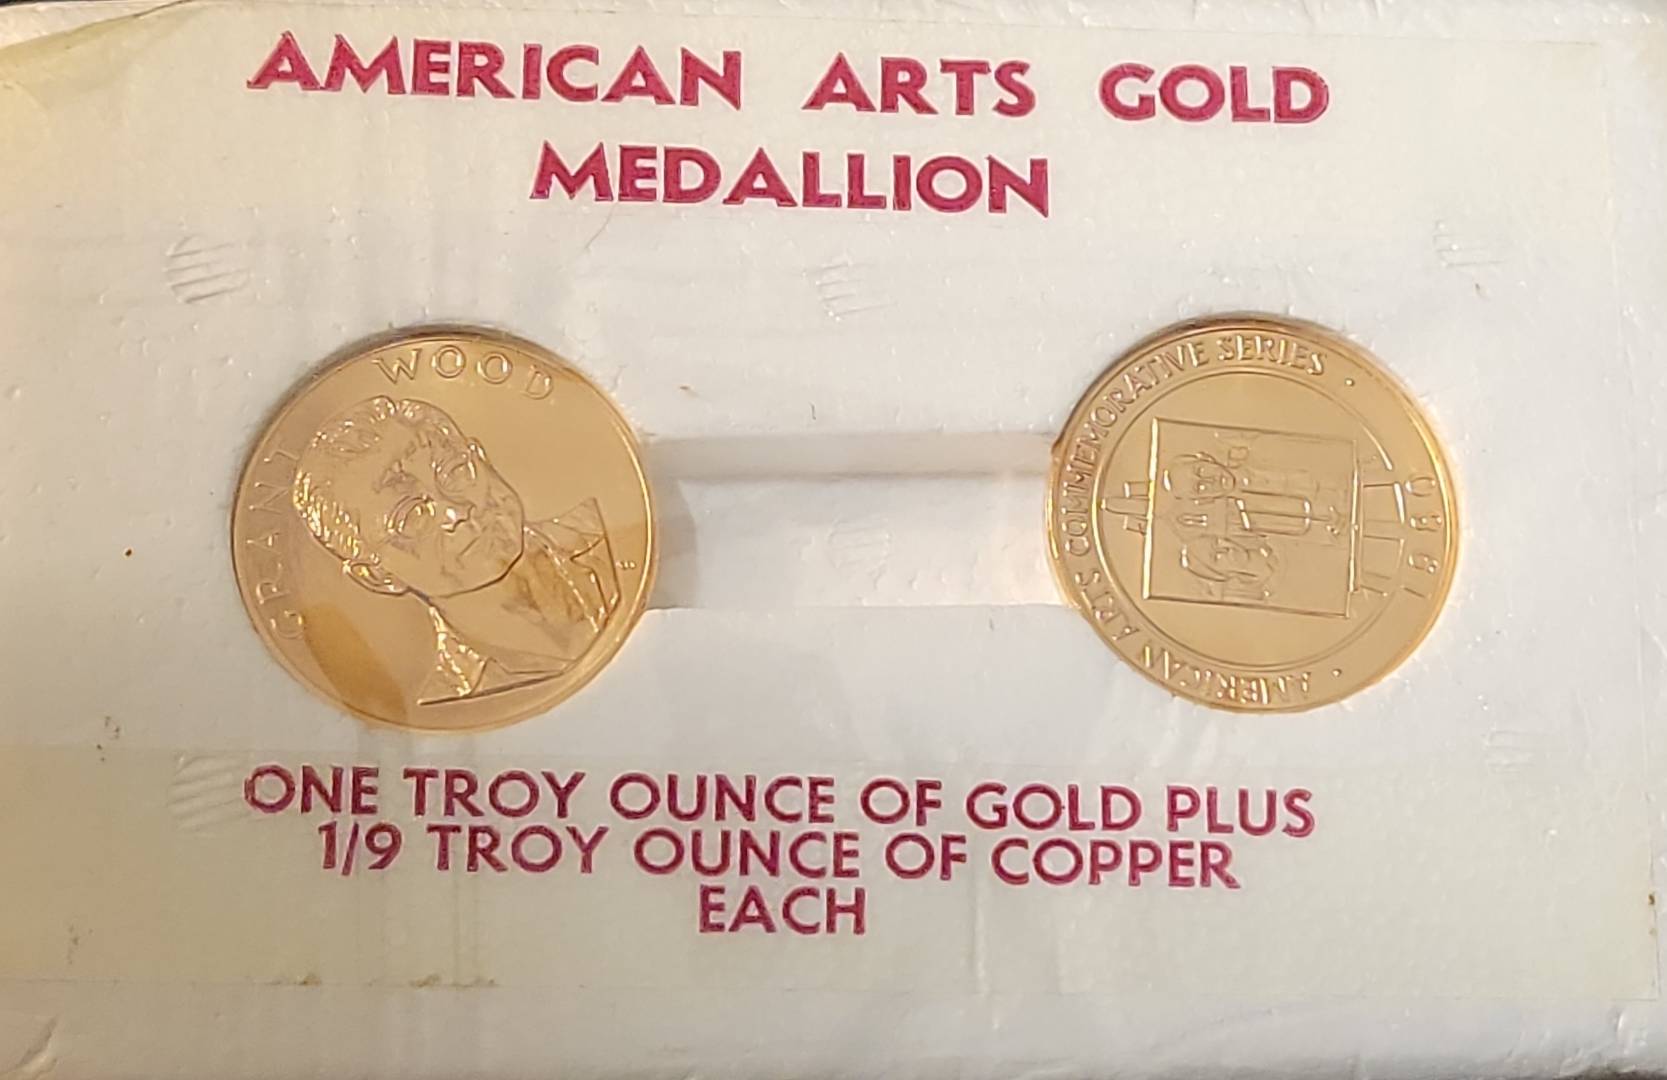 AMERICAN ARTS GOLD
MEDALLION
GRANT WOOD
AMERICAN ARTS COMMEMORATIVE SERIES
1980
ONE TROY OUNCE OF GOLD PLUS
1/9 TROY OUNCE OF COPPER
EACH